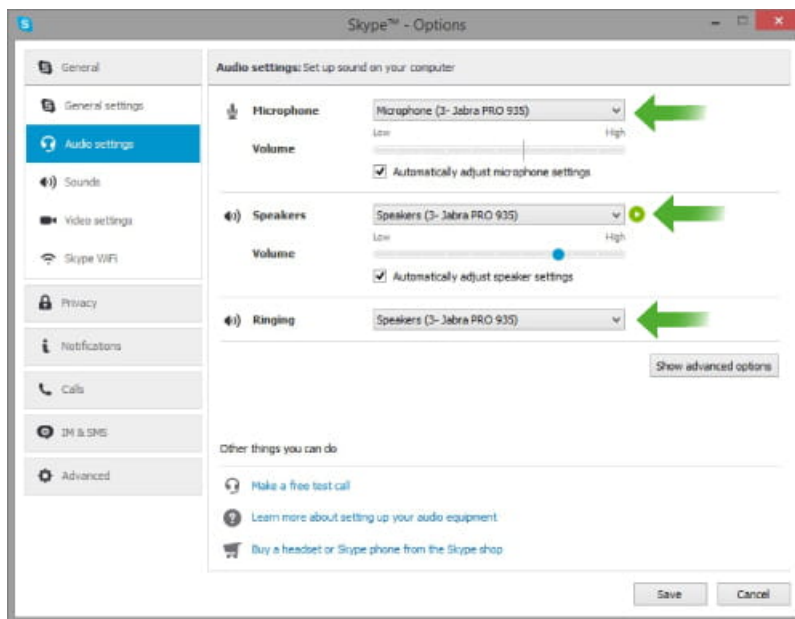 Skype™ - Options
General
General settings
Audio settings
Sounds
Video settings
Skype WiFi
Privacy
Notifications
Calls
IM & SMS
Advanced
Audio settings: Set up sound on your computer
Microphone
Microphone (3- Jabra PRO 935)
Low
High
Volume
Automatically adjust microphone settings
Speakers
Speakers (3- Jabra PRO 935)
Low
High
Volume
Automatically adjust speaker settings
Ringing
Speakers (3- Jabra PRO 935)
Show advanced options
Other things you can do
Make a free test call
Learn more about setting up your audio equipment
Buy a headset or Skype phone from the Skype shop
Save
Cancel